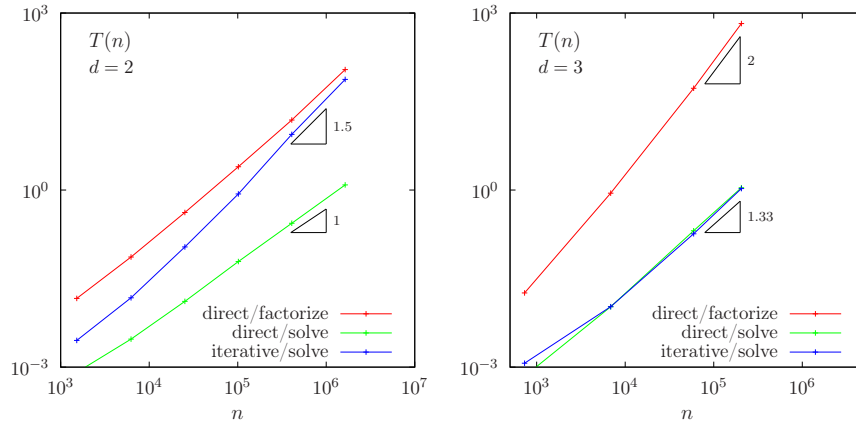 10^3
T(n)
d = 2
1.5
10^0
1
direct/factorize
direct/solve
iterative/solve
10^−3
10^3 10^4 10^5 10^6 10^7
n
10^3
T(n)
d = 3
2
10^0
1.33
direct/factorize
direct/solve
iterative/solve
10^−3
10^3 10^4 10^5 10^6
n